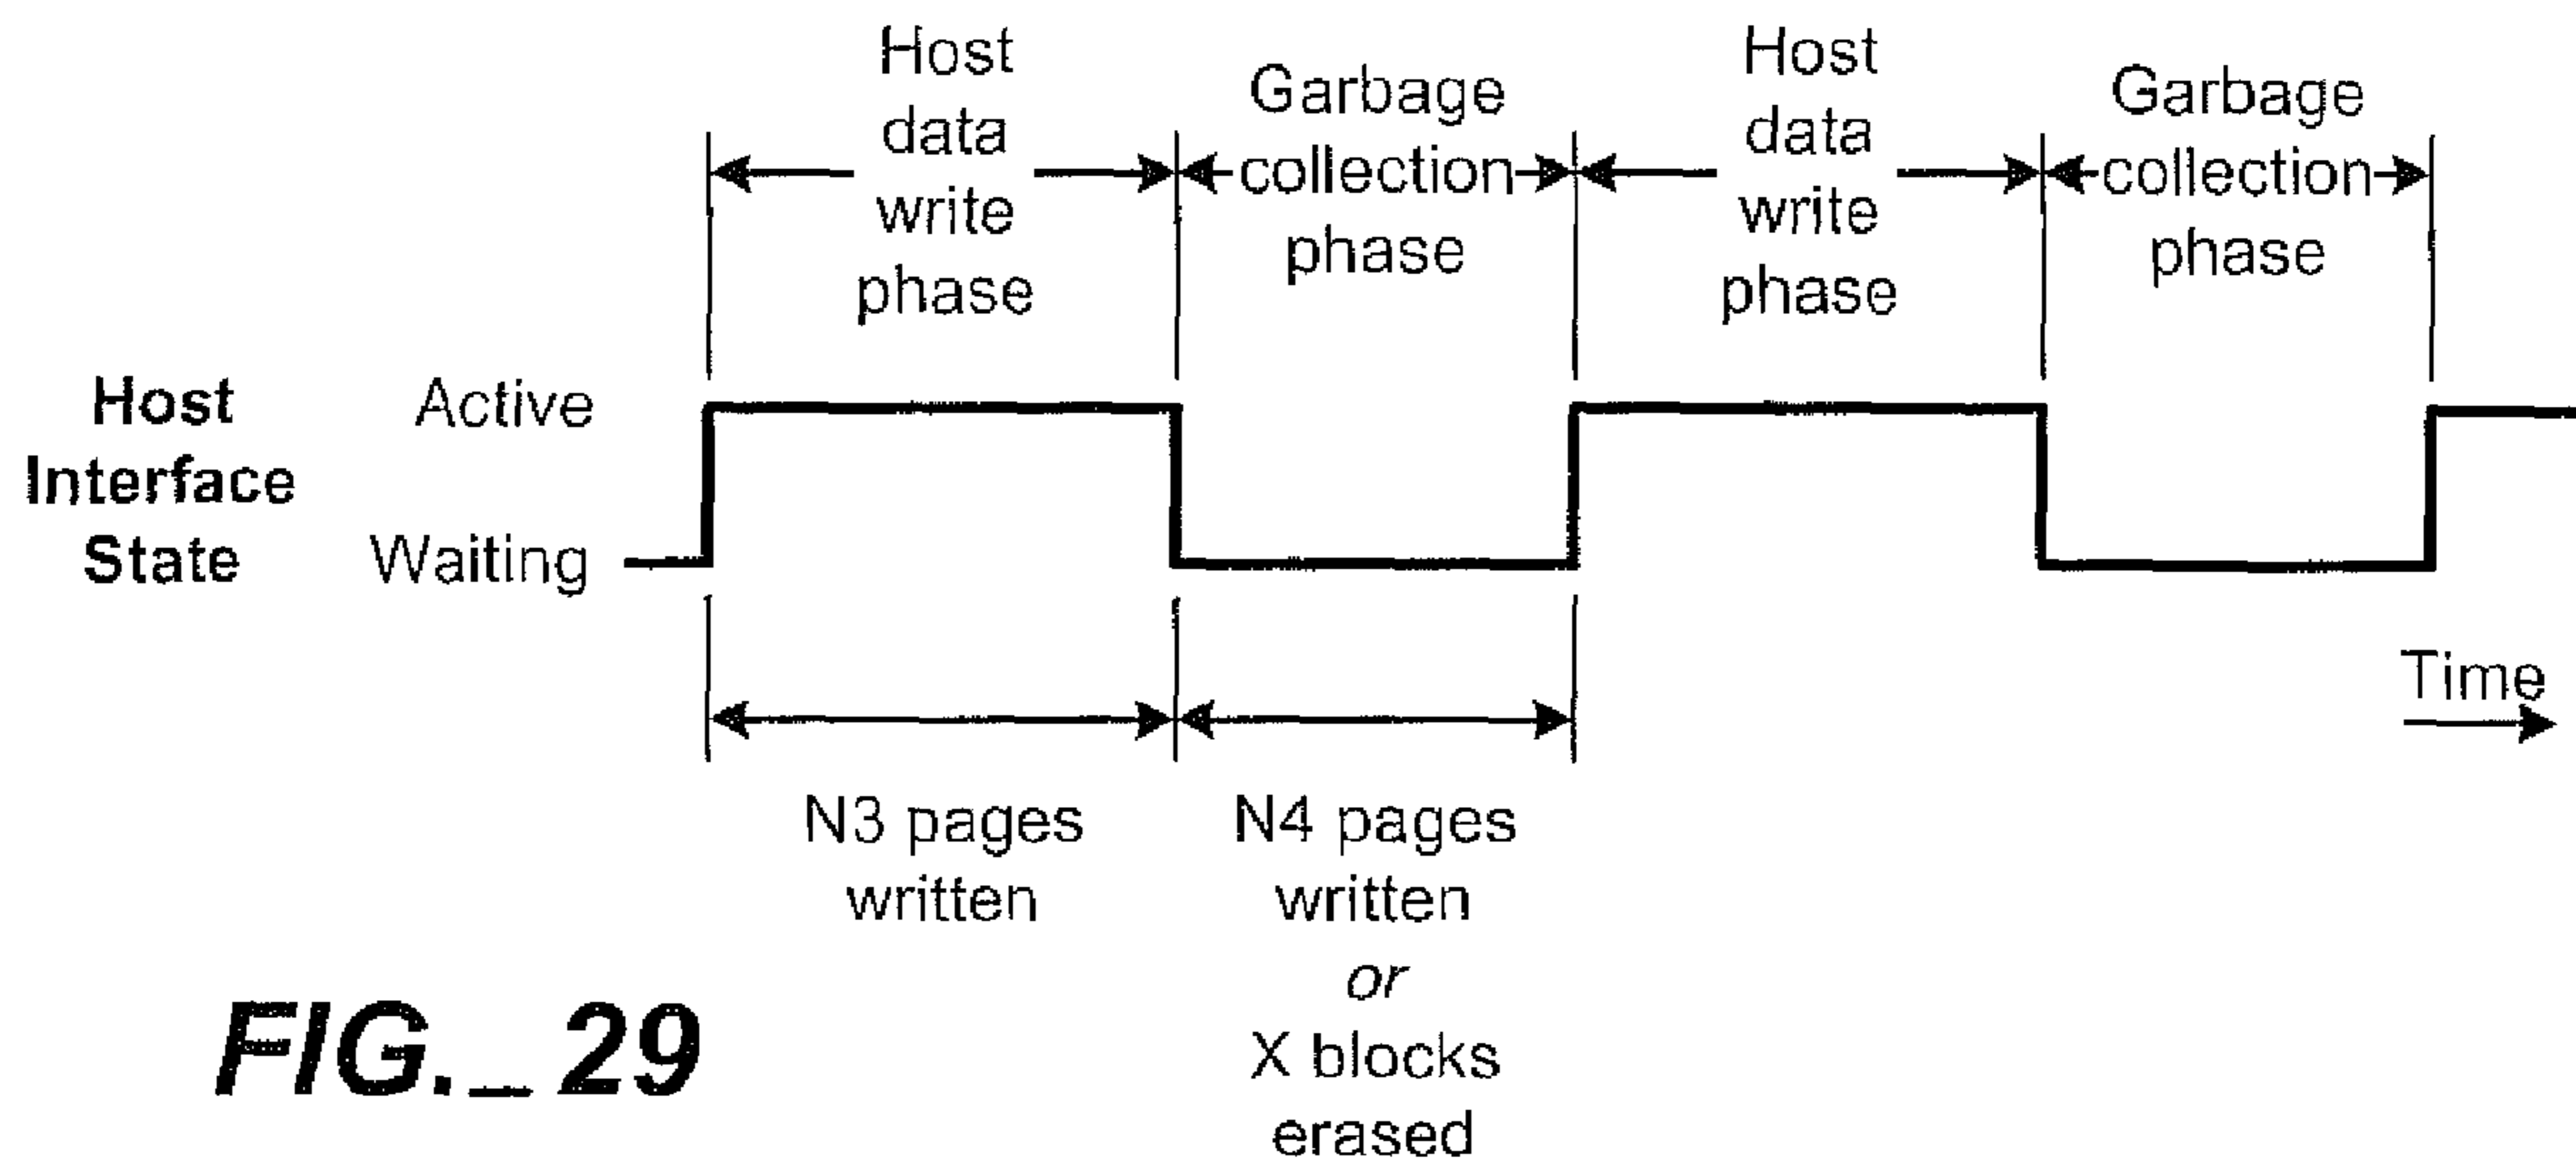 Host
data
write
phase
Garbage
collection
phase
Host
data
write
phase
Garbage
collection
phase
Host
Interface
State
Active
Waiting
Time
N3 pages
written
N4 pages
written
or
X blocks
erased
FIG._29